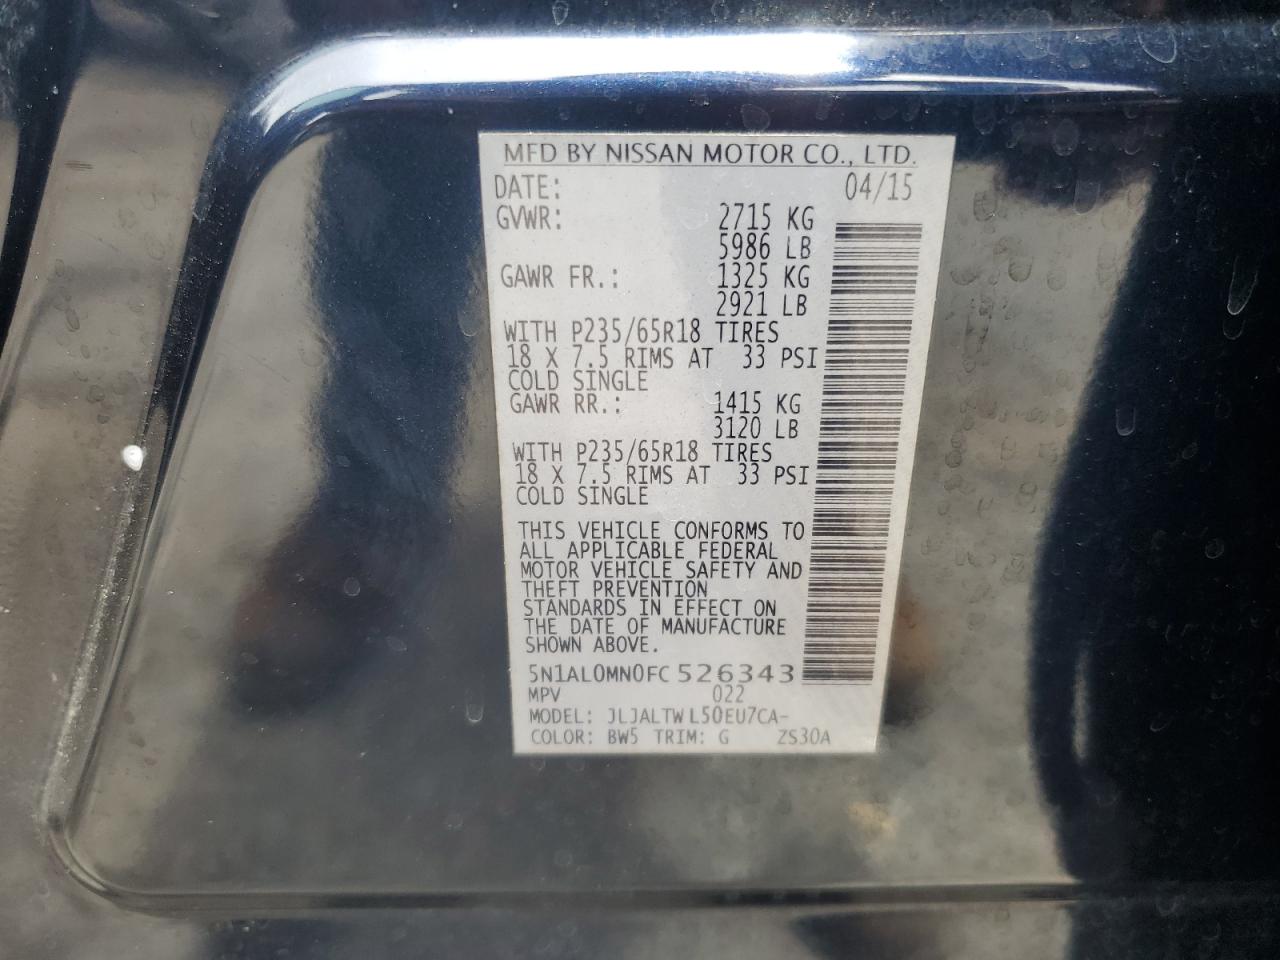 MFD BY NISSAN MOTOR CO., LTD.
DATE: 04/15
GVWR: 2715 KG
5986 LB
GAWR FR.: 1325 KG
2921 LB
WITH P235/65R18 TIRES
18 X 7.5 RIMS AT 33 PSI
COLD SINGLE
GAWR RR.: 1415 KG
3120 LB
WITH P235/65R18 TIRES
18 X 7.5 RIMS AT 33 PSI
COLD SINGLE
THIS VEHICLE CONFORMS TO
ALL APPLICABLE FEDERAL
MOTOR VEHICLE SAFETY AND
THEFT PREVENTION
STANDARDS IN EFFECT ON
THE DATE OF MANUFACTURE
SHOWN ABOVE.
5N1AL0MN0FC526343
MPV 022
MODEL: JLJALTWL50EU7CA-
COLOR: BW5 TRIM: G ZS30A